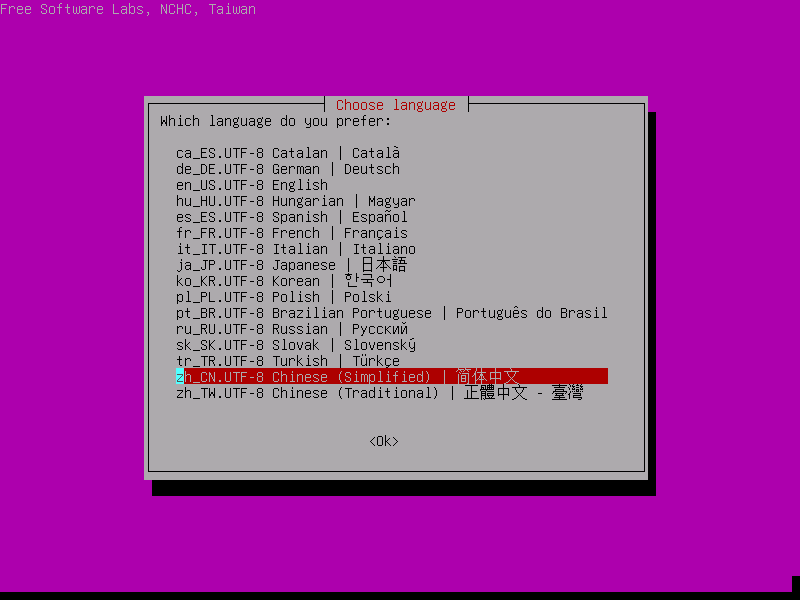 Free Software Labs, NCHC, Taiwan
Choose language
Which language do you prefer:
ca_ES.UTF-8 Catalan | Català
de_DE.UTF-8 German | Deutsch
en_US.UTF-8 English
hu_HU.UTF-8 Hungarian | Magyar
es_ES.UTF-8 Spanish | Español
fr_FR.UTF-8 French | Français
it_IT.UTF-8 Italian | Italiano
ja_JP.UTF-8 Japanese | 日本語
ko_KR.UTF-8 Korean | 한국어
pl_PL.UTF-8 Polish | Polski
pt_BR.UTF-8 Brazilian Portuguese | Português do Brasil
ru_RU.UTF-8 Russian | Русский
sk_SK.UTF-8 Slovak | Slovenský
tr_TR.UTF-8 Turkish | Türkçe
zh_CN.UTF-8 Chinese (Simplified) | 简体中文
zh_TW.UTF-8 Chinese (Traditional) | 正體中文 - 臺灣
<Ok>